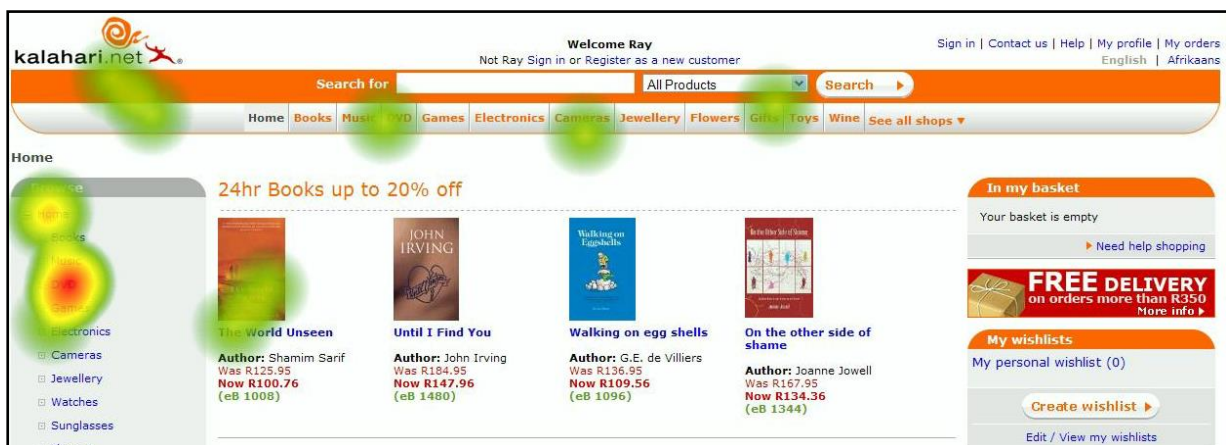 kalahari.net
Welcome Ray
Not Ray Sign in or Register as a new customer
Sign in | Contact us | Help | My profile | My orders
English | Afrikaans
Search for All Products Search
Home Books Music DVD Games Electronics Cameras Jewellery Flowers Gifts Toys Wine See all shops
Home
Browse
Home
Books
Music
DVD
Games
Electronics
Cameras
Jewellery
Watches
Sunglasses
24hr Books up to 20% off
JOHN
IRVING
Walking on
Eggshells
On the Other Side of Shame
The World Unseen
Author: Shamim Sarif
Was R125.95
Now R100.76
(eB 1008)
Until I Find You
Author: John Irving
Was R184.95
Now R147.96
(eB 1480)
Walking on egg shells
Author: G.E. de Villiers
Was R136.95
Now R109.56
(eB 1096)
On the other side of
shame
Author: Joanne Jowell
Was R167.95
Now R134.36
(eB 1344)
In my basket
Your basket is empty
Need help shopping
FREE DELIVERY
on orders more than R350
More info
My wishlists
My personal wishlist (0)
Create wishlist
Edit / View my wishlists